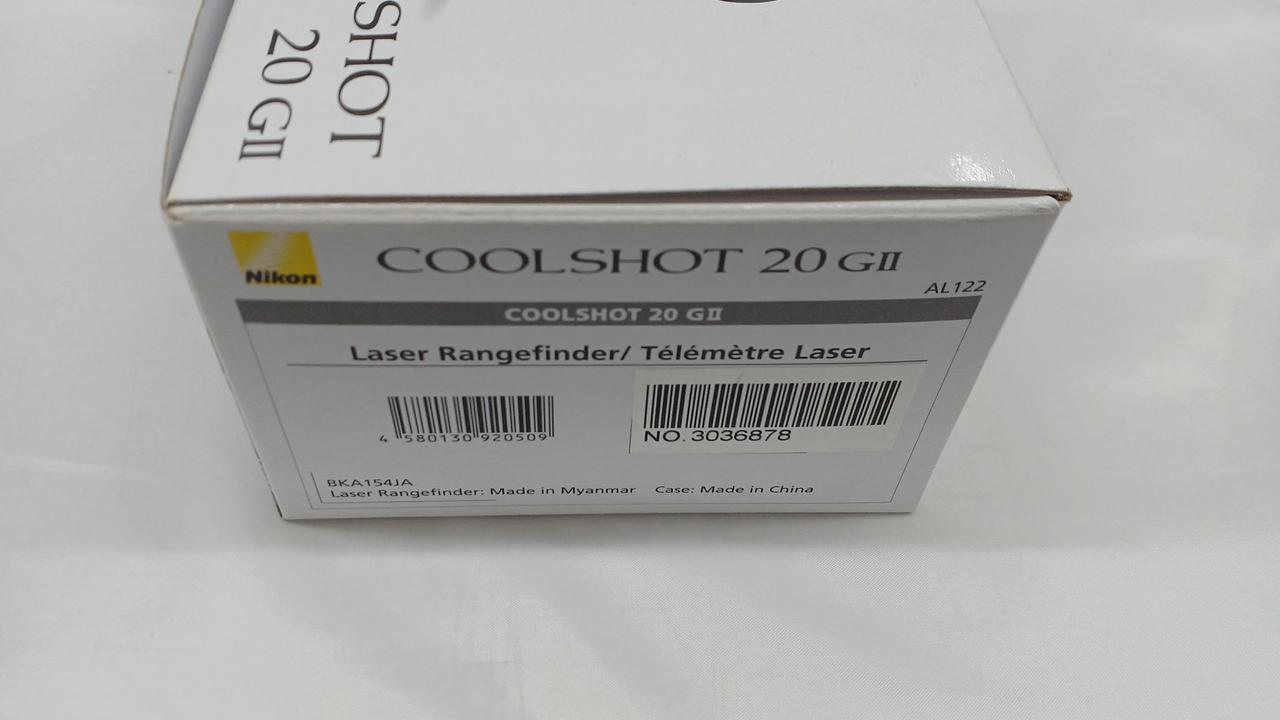 SHOT
20 GII
Nikon
COOLSHOT 20 GII
AL122
COOLSHOT 20 GII
Laser Rangefinder/ Télémètre Laser
4 580130 920509
NO. 3036878
BKA154JA
Laser Rangefinder: Made in Myanmar Case: Made in China